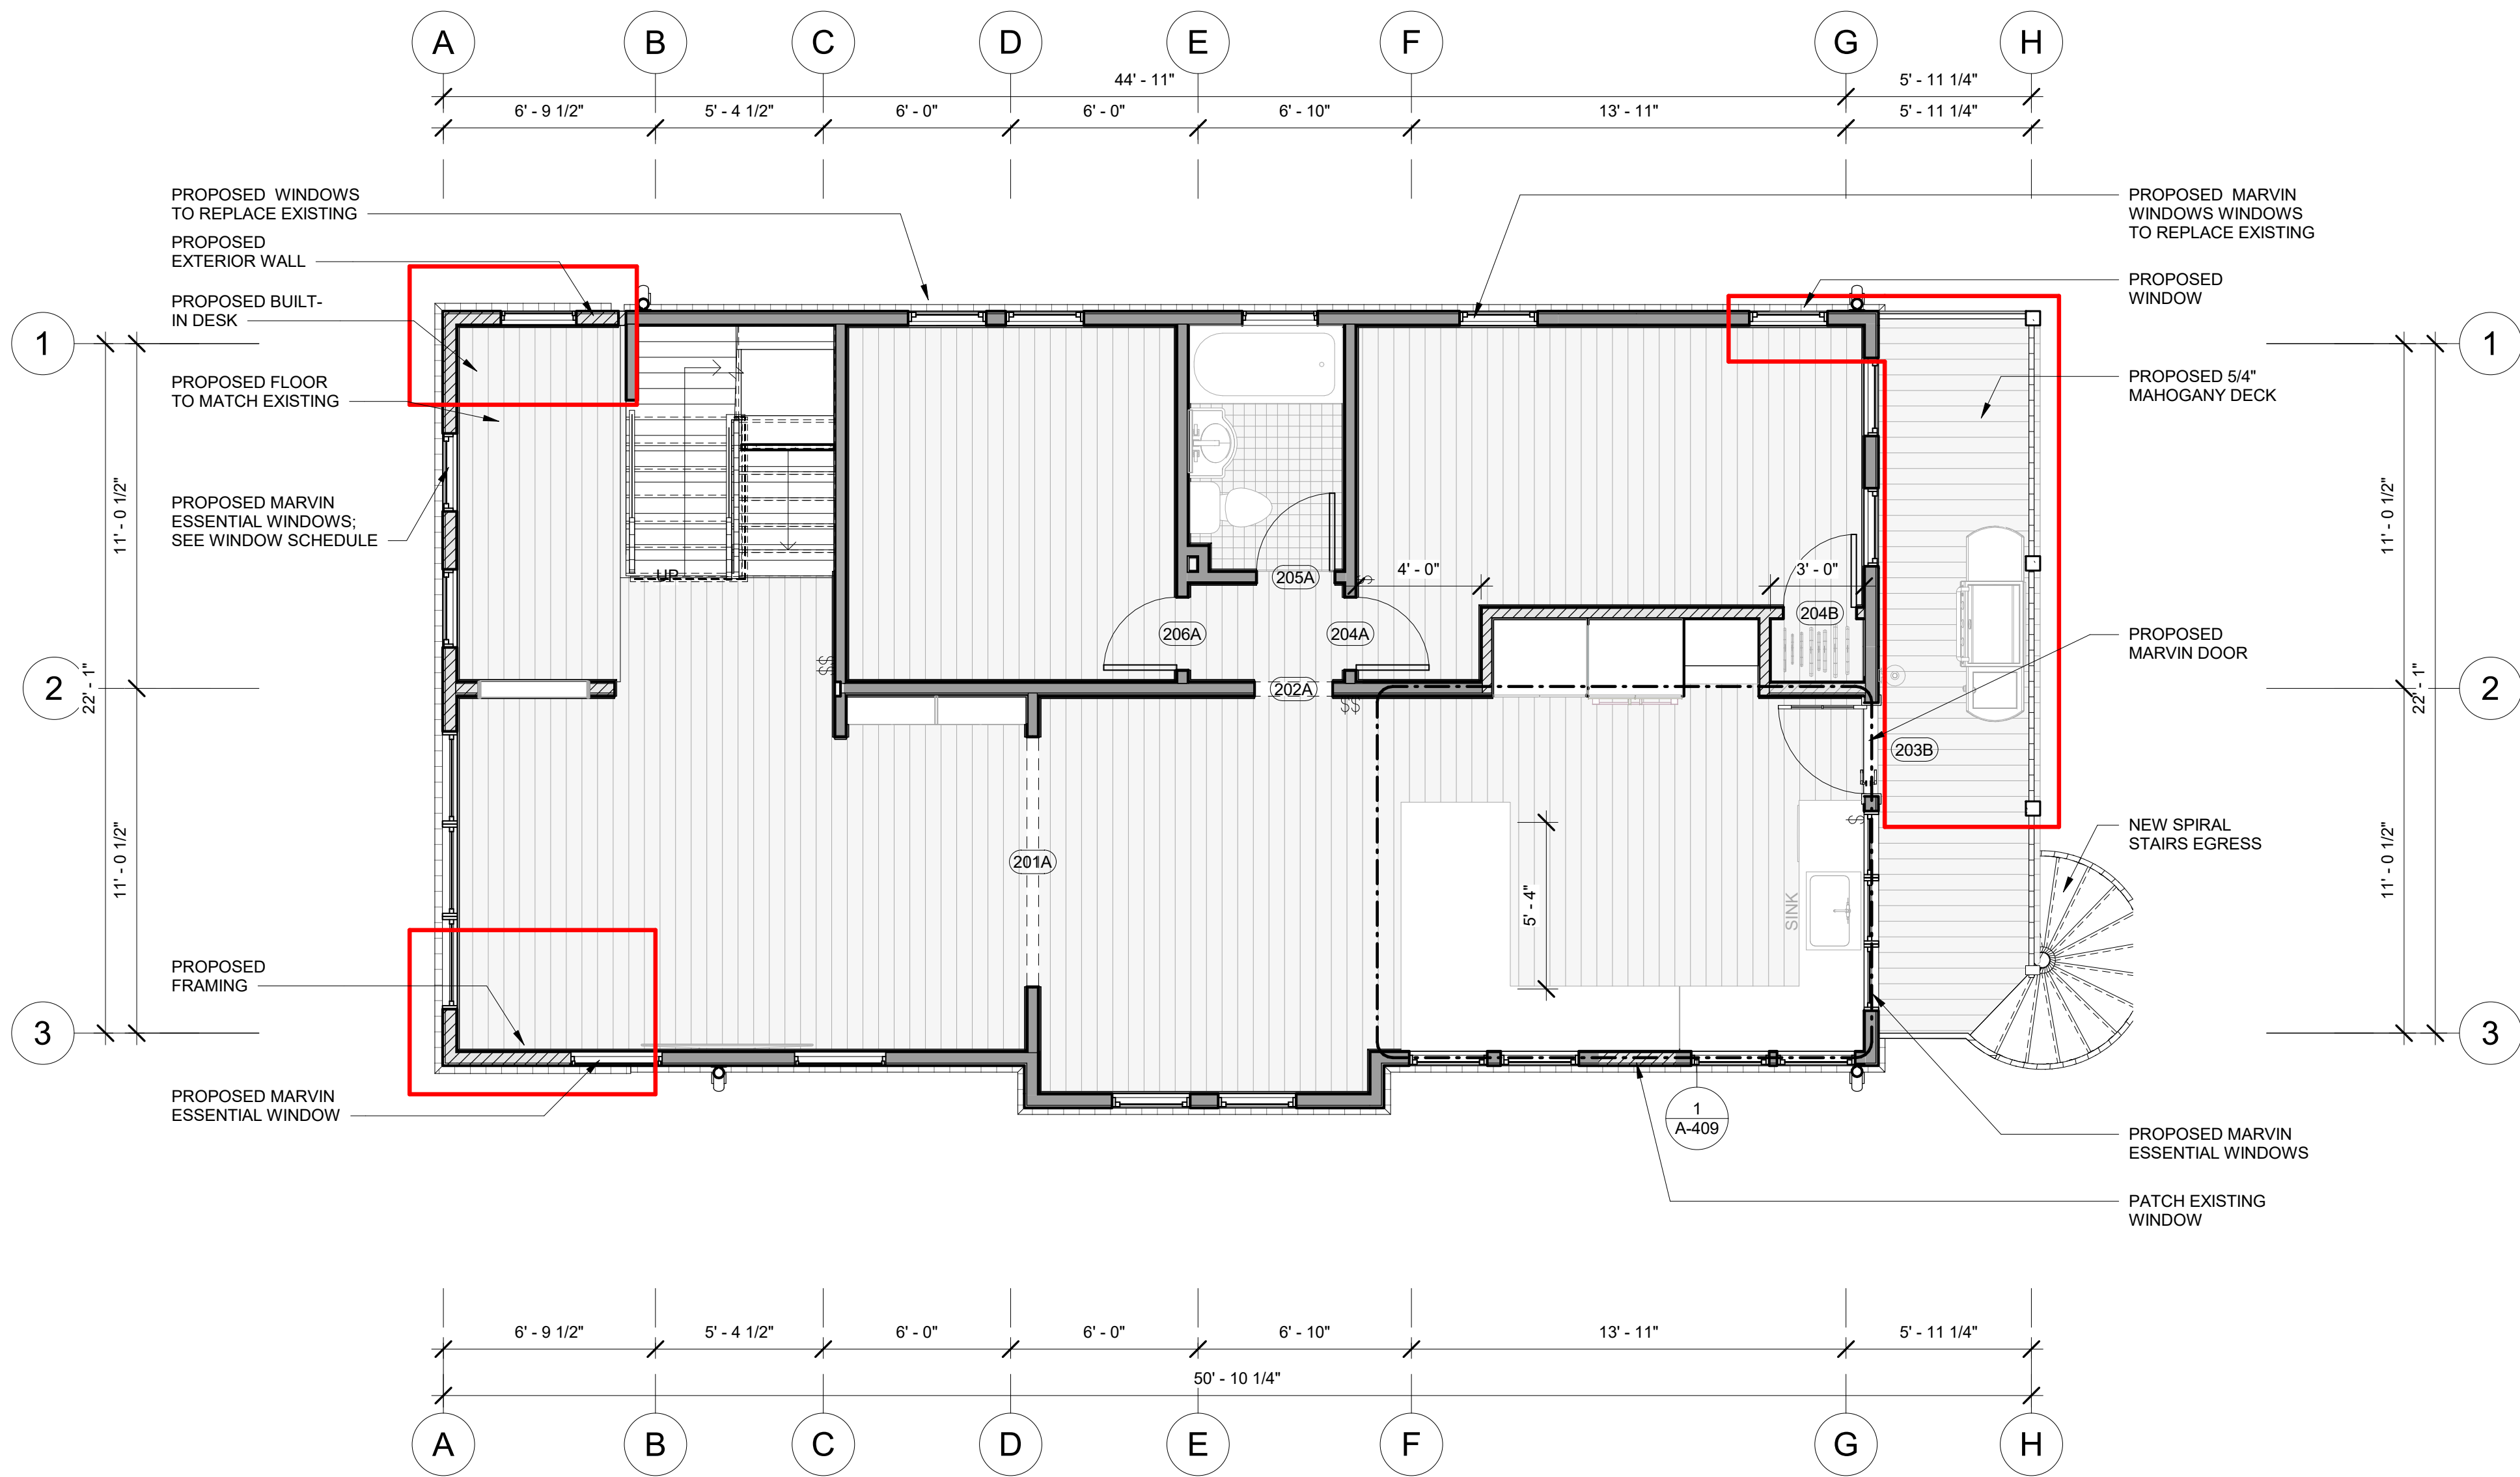 A B C D E F G H
44' - 11" 5' - 11 1/4"
6' - 9 1/2" 5' - 4 1/2" 6' - 0" 6' - 0" 6' - 10" 13' - 11" 5' - 11 1/4"
PROPOSED WINDOWS
TO REPLACE EXISTING
PROPOSED
EXTERIOR WALL
PROPOSED BUILT-
IN DESK
PROPOSED FLOOR
TO MATCH EXISTING
PROPOSED MARVIN
ESSENTIAL WINDOWS;
SEE WINDOW SCHEDULE
PROPOSED
FRAMING
PROPOSED MARVIN
ESSENTIAL WINDOW
1
2
3
22' - 1"
11' - 0 1/2"
11' - 0 1/2"
UP
$$
206A
205A
$
204A
202A
$$
201A
4' - 0"
3' - 0"
204B
203B
$
5' - 4"
SINK
1
A-409
PROPOSED MARVIN
WINDOWS WINDOWS
TO REPLACE EXISTING
PROPOSED
WINDOW
PROPOSED 5/4"
MAHOGANY DECK
PROPOSED
MARVIN DOOR
NEW SPIRAL
STAIRS EGRESS
PROPOSED MARVIN
ESSENTIAL WINDOWS
PATCH EXISTING
WINDOW
11' - 0 1/2"
11' - 0 1/2"
22' - 1"
1
2
3
6' - 9 1/2" 5' - 4 1/2" 6' - 0" 6' - 0" 6' - 10" 13' - 11" 5' - 11 1/4"
50' - 10 1/4"
A B C D E F G H